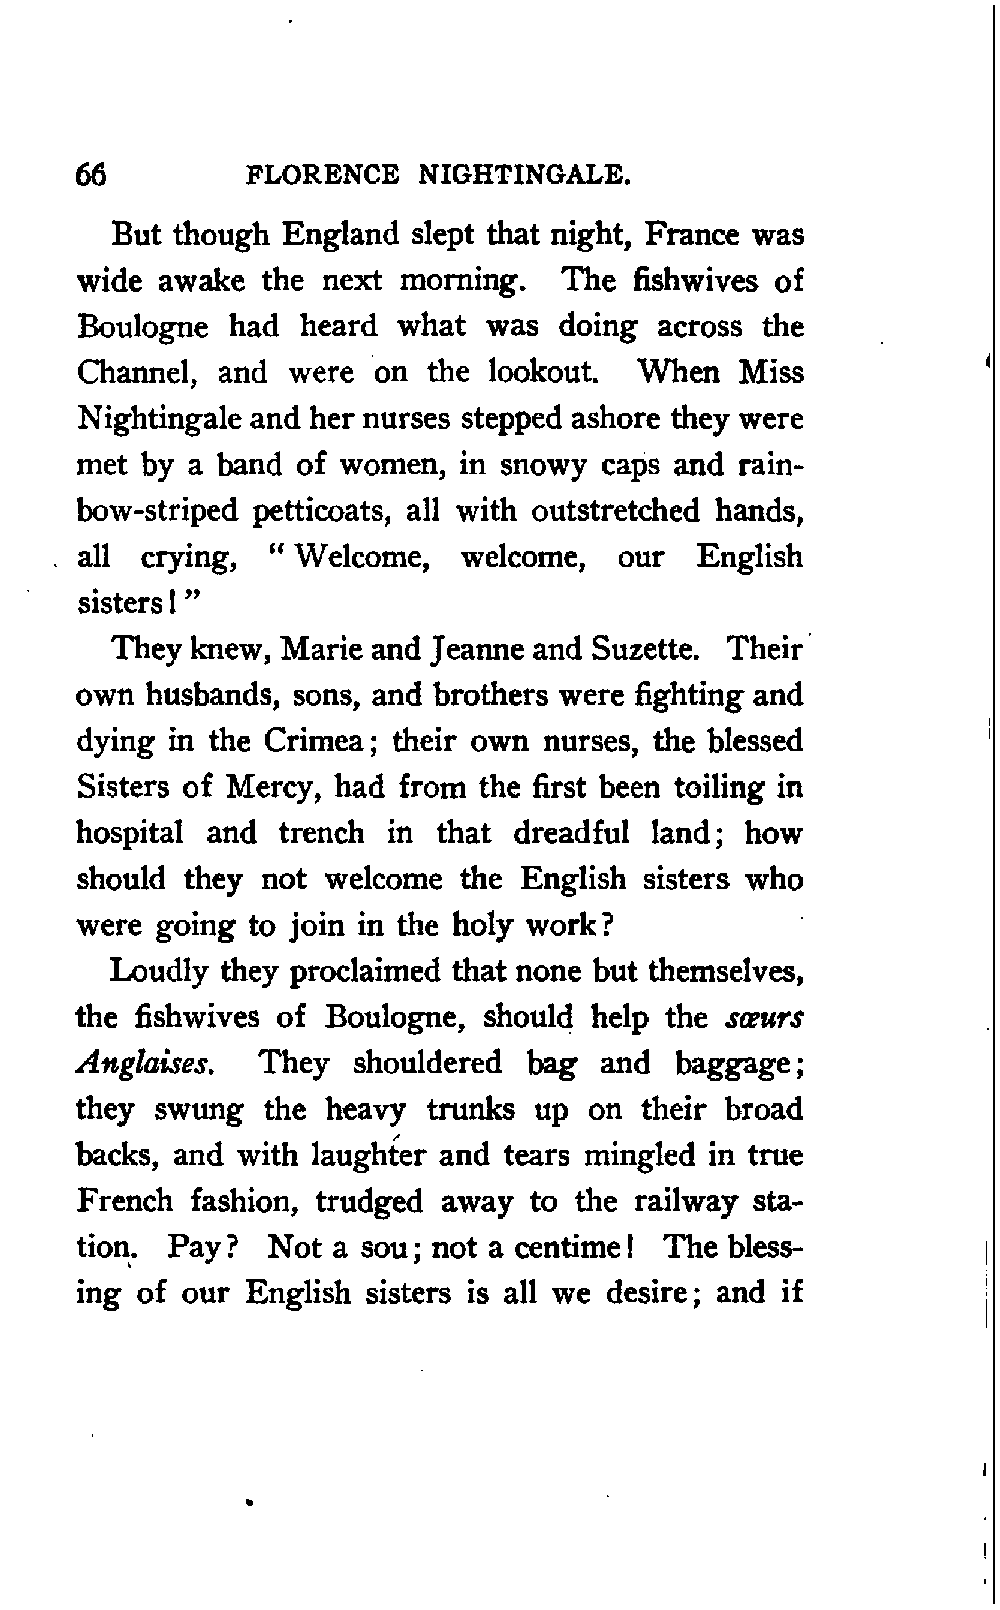 66 FLORENCE NIGHTINGALE.
But though England slept that night, France was
wide awake the next morning. The fishwives of
Boulogne had heard what was doing across the
Channel, and were on the lookout. When Miss
Nightingale and her nurses stepped ashore they were
met by a band of women, in snowy caps and rain-
bow-striped petticoats, all with outstretched hands,
all crying, “Welcome, welcome, our English
sisters!”
They knew, Marie and Jeanne and Suzette. Their
own husbands, sons, and brothers were fighting and
dying in the Crimea; their own nurses, the blessed
Sisters of Mercy, had from the first been toiling in
hospital and trench in that dreadful land; how
should they not welcome the English sisters who
were going to join in the holy work?
Loudly they proclaimed that none but themselves,
the fishwives of Boulogne, should help the sœurs
Anglaises. They shouldered bag and baggage;
they swung the heavy trunks up on their broad
backs, and with laughter and tears mingled in true
French fashion, trudged away to the railway sta-
tion. Pay? Not a sou; not a centime! The bless-
ing of our English sisters is all we desire; and if